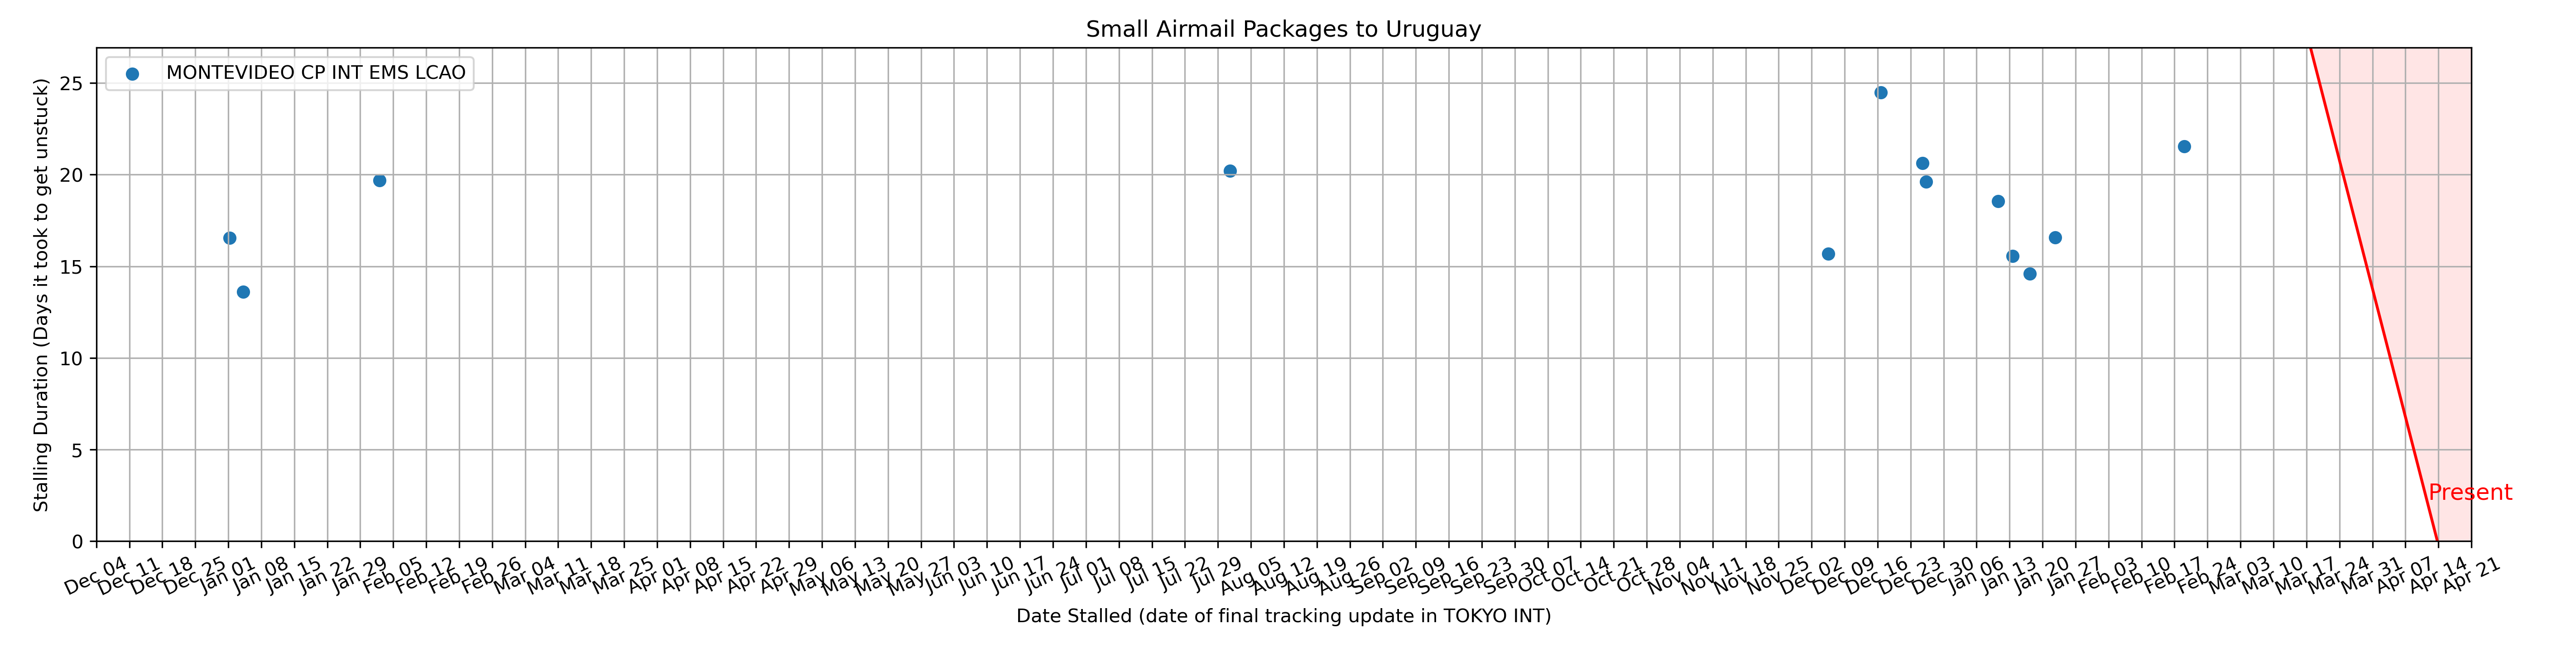 Small Airmail Packages to Uruguay
MONTEVIDEO CP INT EMS LCAO
Stalling Duration (Days it took to get unstuck)
25
20
15
10
5
0
Present
Dec 04 Dec 11 Dec 18 Dec 25 Jan 01 Jan 08 Jan 15 Jan 22 Jan 29 Feb 05 Feb 12 Feb 19 Feb 26 Mar 04 Mar 11 Mar 18 Mar 25 Apr 01 Apr 08 Apr 15 Apr 22 Apr 29 May 06 May 13 May 20 May 27 Jun 03 Jun 10 Jun 17 Jun 24 Jul 01 Jul 08 Jul 15 Jul 22 Jul 29 Aug 05 Aug 12 Aug 19 Aug 26 Sep 02 Sep 09 Sep 16 Sep 23 Sep 30 Oct 07 Oct 14 Oct 21 Oct 28 Nov 04 Nov 11 Nov 18 Nov 25 Dec 02 Dec 09 Dec 16 Dec 23 Dec 30 Jan 06 Jan 13 Jan 20 Jan 27 Feb 03 Feb 10 Feb 17 Feb 24 Mar 03 Mar 10 Mar 17 Mar 24 Mar 31 Apr 07 Apr 14 Apr 21
Date Stalled (date of final tracking update in TOKYO INT)